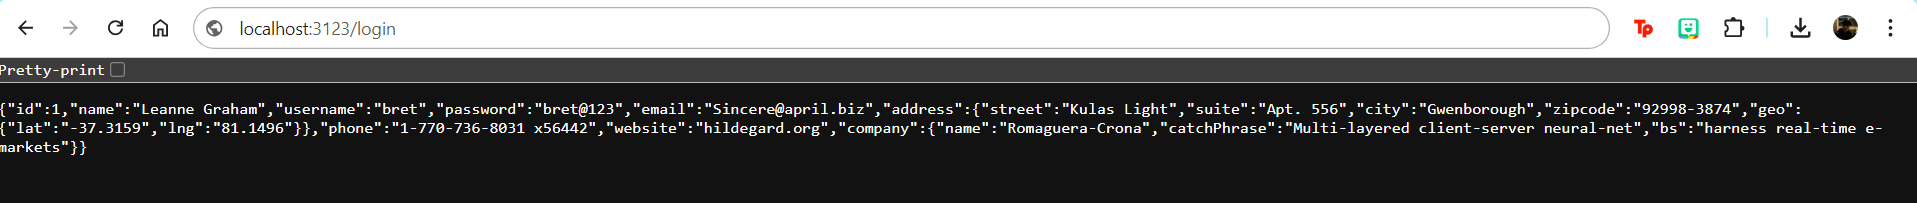 localhost:3123/login
Tp
Pretty-print
{"id":1,"name":"Leanne Graham","username":"bret","password":"bret@123","email":"Sincere@april.biz","address":{"street":"Kulas Light","suite":"Apt. 556","city":"Gwenborough","zipcode":"92998-3874","geo":
{"lat":"-37.3159","lng":"81.1496"}},"phone":"1-770-736-8031 x56442","website":"hildegard.org","company":{"name":"Romaguera-Crona","catchPhrase":"Multi-layered client-server neural-net","bs":"harness real-time e-
markets"}}